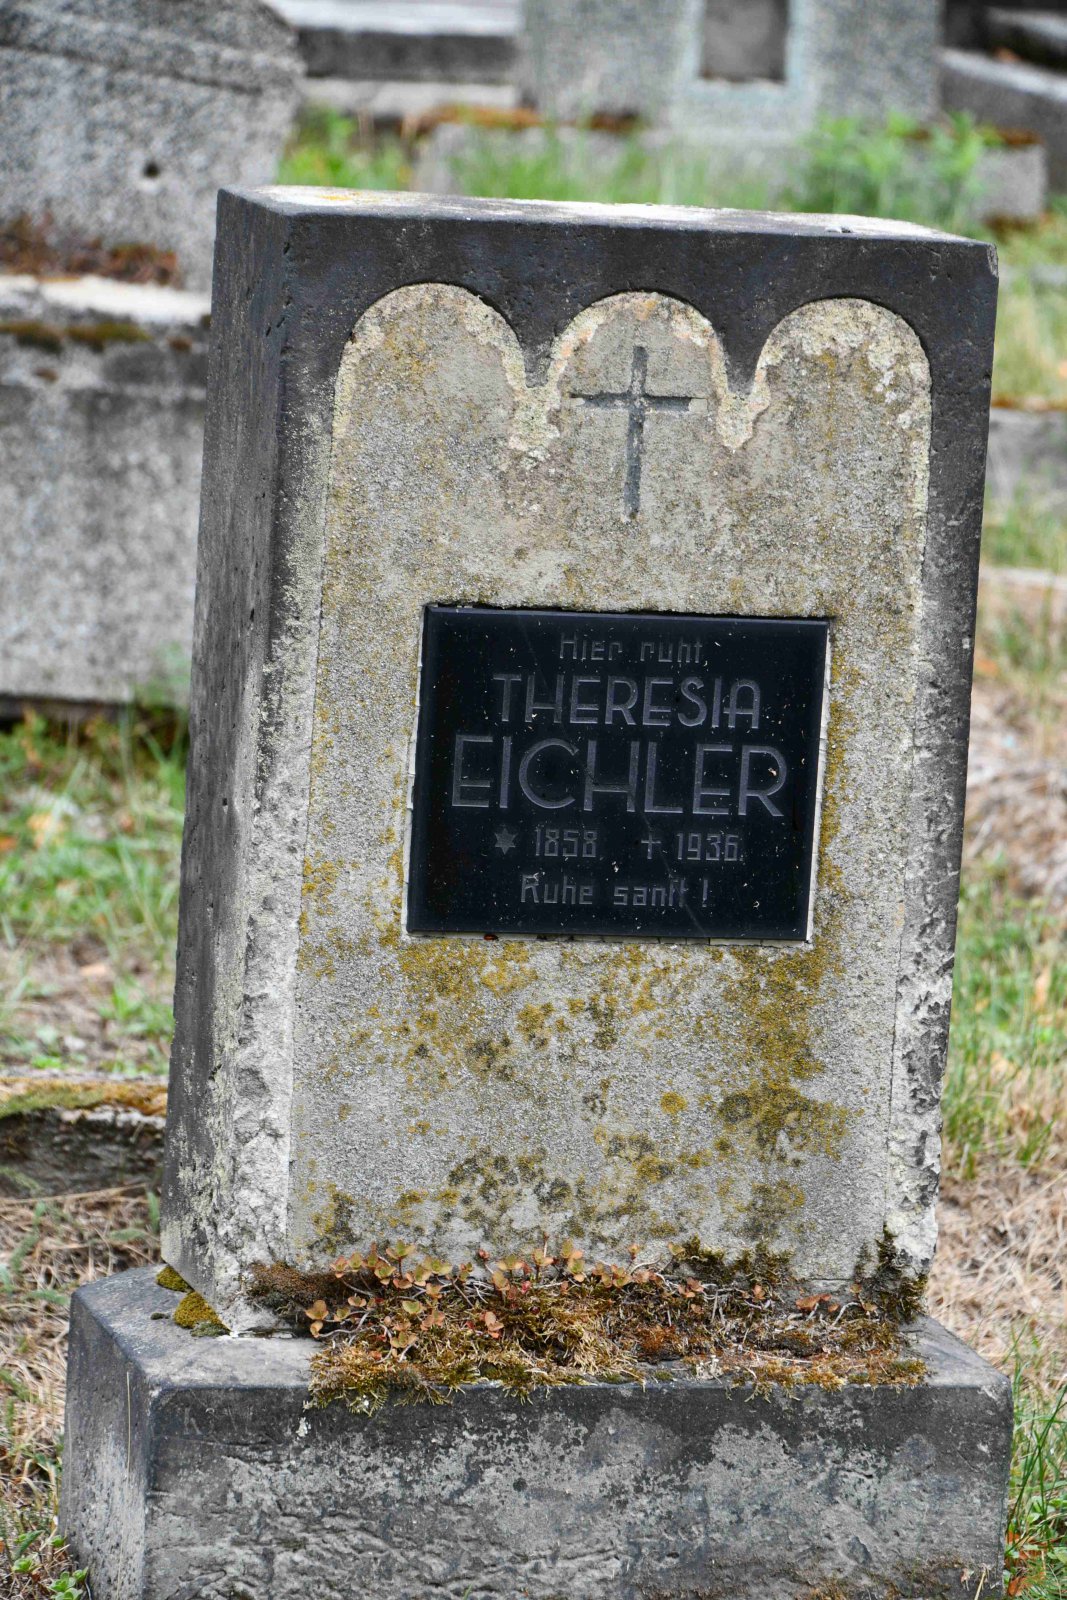 Hier ruht
THERESIA
EICHLER
* 1858. † 1936.
Ruhe sanft!